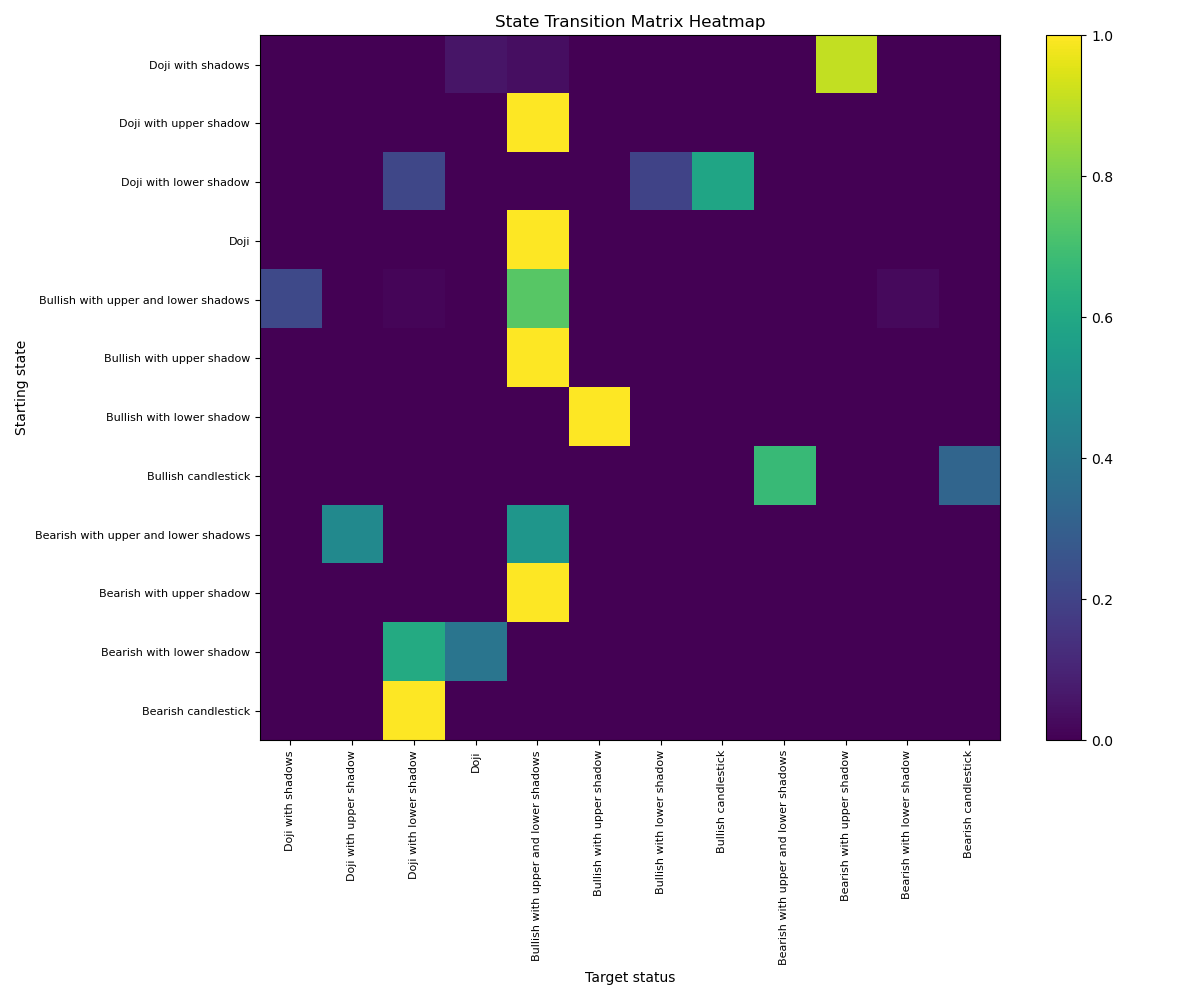 State Transition Matrix Heatmap
Starting state
Doji with shadows
Doji with upper shadow
Doji with lower shadow
Doji
Bullish with upper and lower shadows
Bullish with upper shadow
Bullish with lower shadow
Bullish candlestick
Bearish with upper and lower shadows
Bearish with upper shadow
Bearish with lower shadow
Bearish candlestick
Doji with shadows
Doji with upper shadow
Doji with lower shadow
Doji
Bullish with upper and lower shadows
Bullish with upper shadow
Bullish with lower shadow
Bullish candlestick
Bearish with upper and lower shadows
Bearish with upper shadow
Bearish with lower shadow
Bearish candlestick
Target status
1.0
0.8
0.6
0.4
0.2
0.0